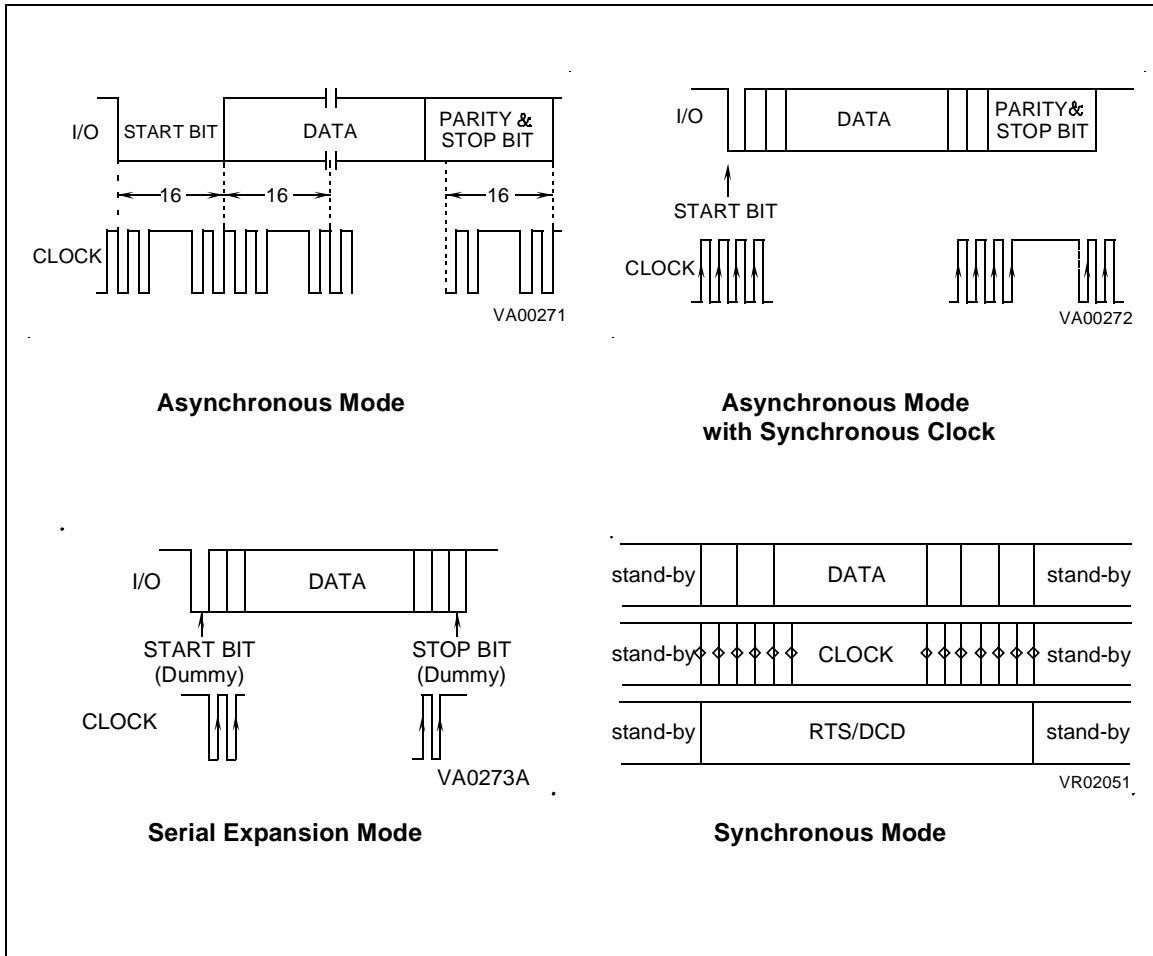 I/O
START BIT
DATA
PARITY &
STOP BIT
16
16
16
CLOCK
VA00271
Asynchronous Mode
I/O
DATA
PARITY&
STOP BIT
START BIT
CLOCK
VA00272
Asynchronous Mode
with Synchronous Clock
I/O
DATA
START BIT
(Dummy)
STOP BIT
(Dummy)
CLOCK
VA0273A
Serial Expansion Mode
stand-by
DATA
stand-by
stand-by
CLOCK
stand-by
stand-by
RTS/DCD
stand-by
VR02051
Synchronous Mode